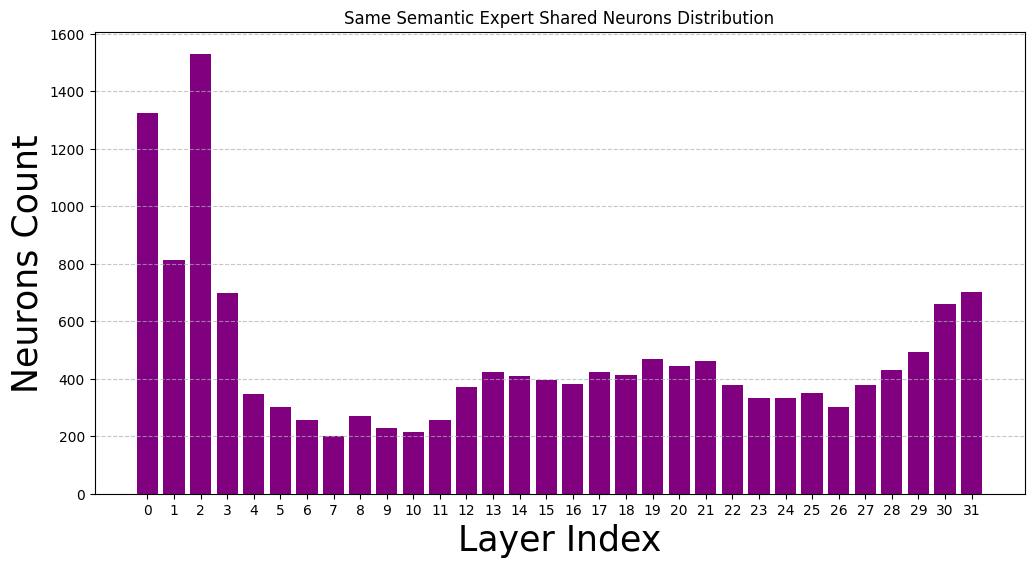 Same Semantic Expert Shared Neurons Distribution
1600
1400
1200
1000
800
600
400
200
0
Neurons Count
0 1 2 3 4 5 6 7 8 9 10 11 12 13 14 15 16 17 18 19 20 21 22 23 24 25 26 27 28 29 30 31
Layer Index